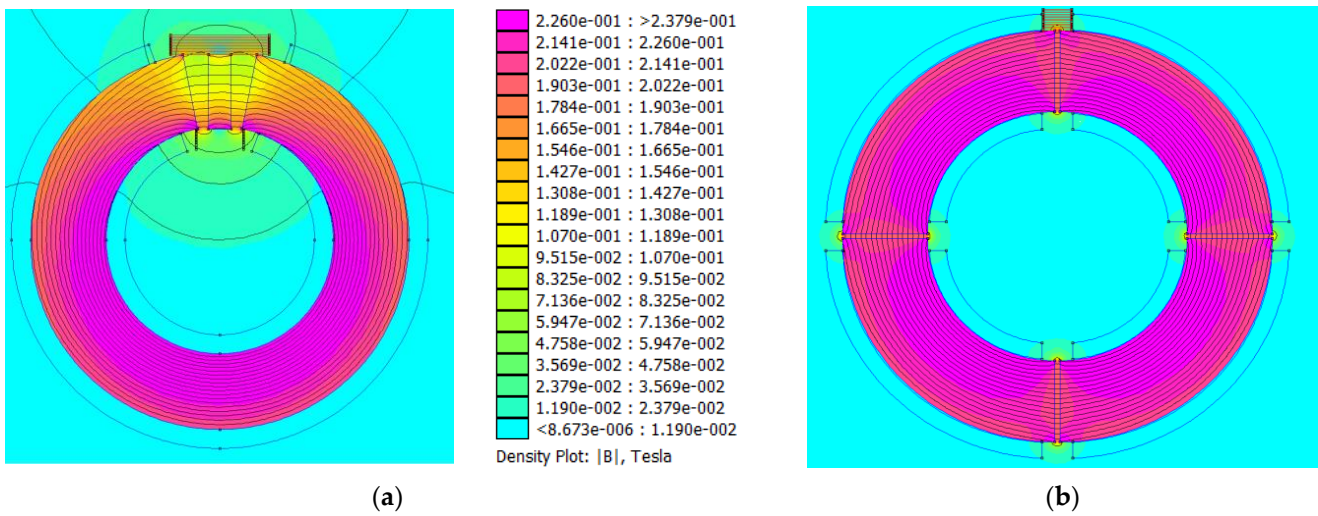 2.260e-001 : >2.379e-001
2.141e-001 : 2.260e-001
2.022e-001 : 2.141e-001
1.903e-001 : 2.022e-001
1.784e-001 : 1.903e-001
1.665e-001 : 1.784e-001
1.546e-001 : 1.665e-001
1.427e-001 : 1.546e-001
1.308e-001 : 1.427e-001
1.189e-001 : 1.308e-001
1.070e-001 : 1.189e-001
9.515e-002 : 1.070e-001
8.325e-002 : 9.515e-002
7.136e-002 : 8.325e-002
5.947e-002 : 7.136e-002
4.758e-002 : 5.947e-002
3.569e-002 : 4.758e-002
2.379e-002 : 3.569e-002
1.190e-002 : 2.379e-002
<8.673e-006 : 1.190e-002
Density Plot: |B|, Tesla
(a)
(b)